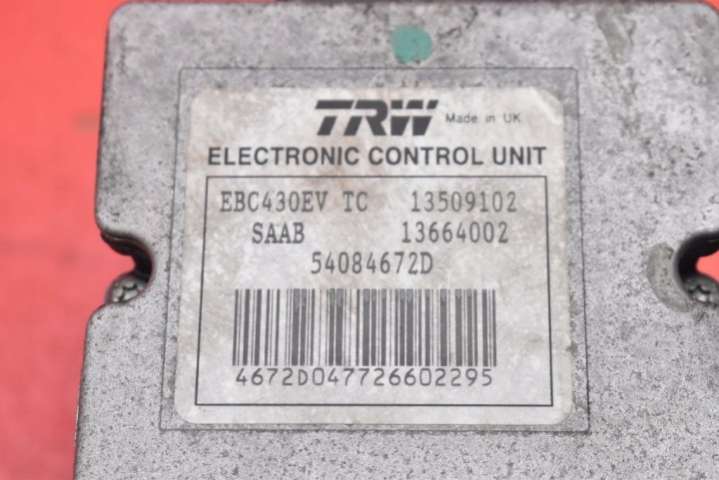 TRW Made in UK
ELECTRONIC CONTROL UNIT
EBC430EV TC 13509102
SAAB 13664002
54084672D
4672D047726602295